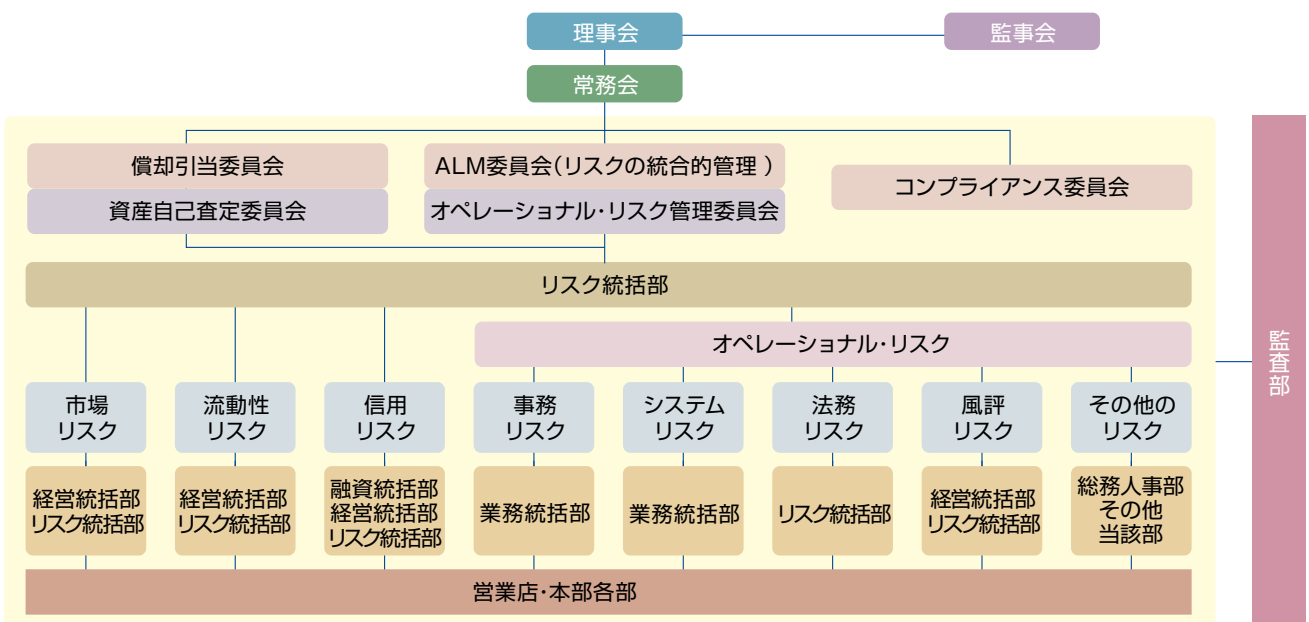 理事会
監事会
常務会
償却引当委員会
ALM委員会(リスクの統合的管理 )
コンプライアンス委員会
資産自己査定委員会
オペレーショナル・リスク管理委員会
リスク統括部
オペレーショナル・リスク
市場
リスク
流動性
リスク
信用
リスク
事務
リスク
システム
リスク
法務
リスク
風評
リスク
その他の
リスク
経営統括部
リスク統括部
経営統括部
リスク統括部
融資統括部
経営統括部
リスク統括部
業務統括部
業務統括部
リスク統括部
経営統括部
リスク統括部
総務人事部
その他
当該部
営業店・本部各部
監査部